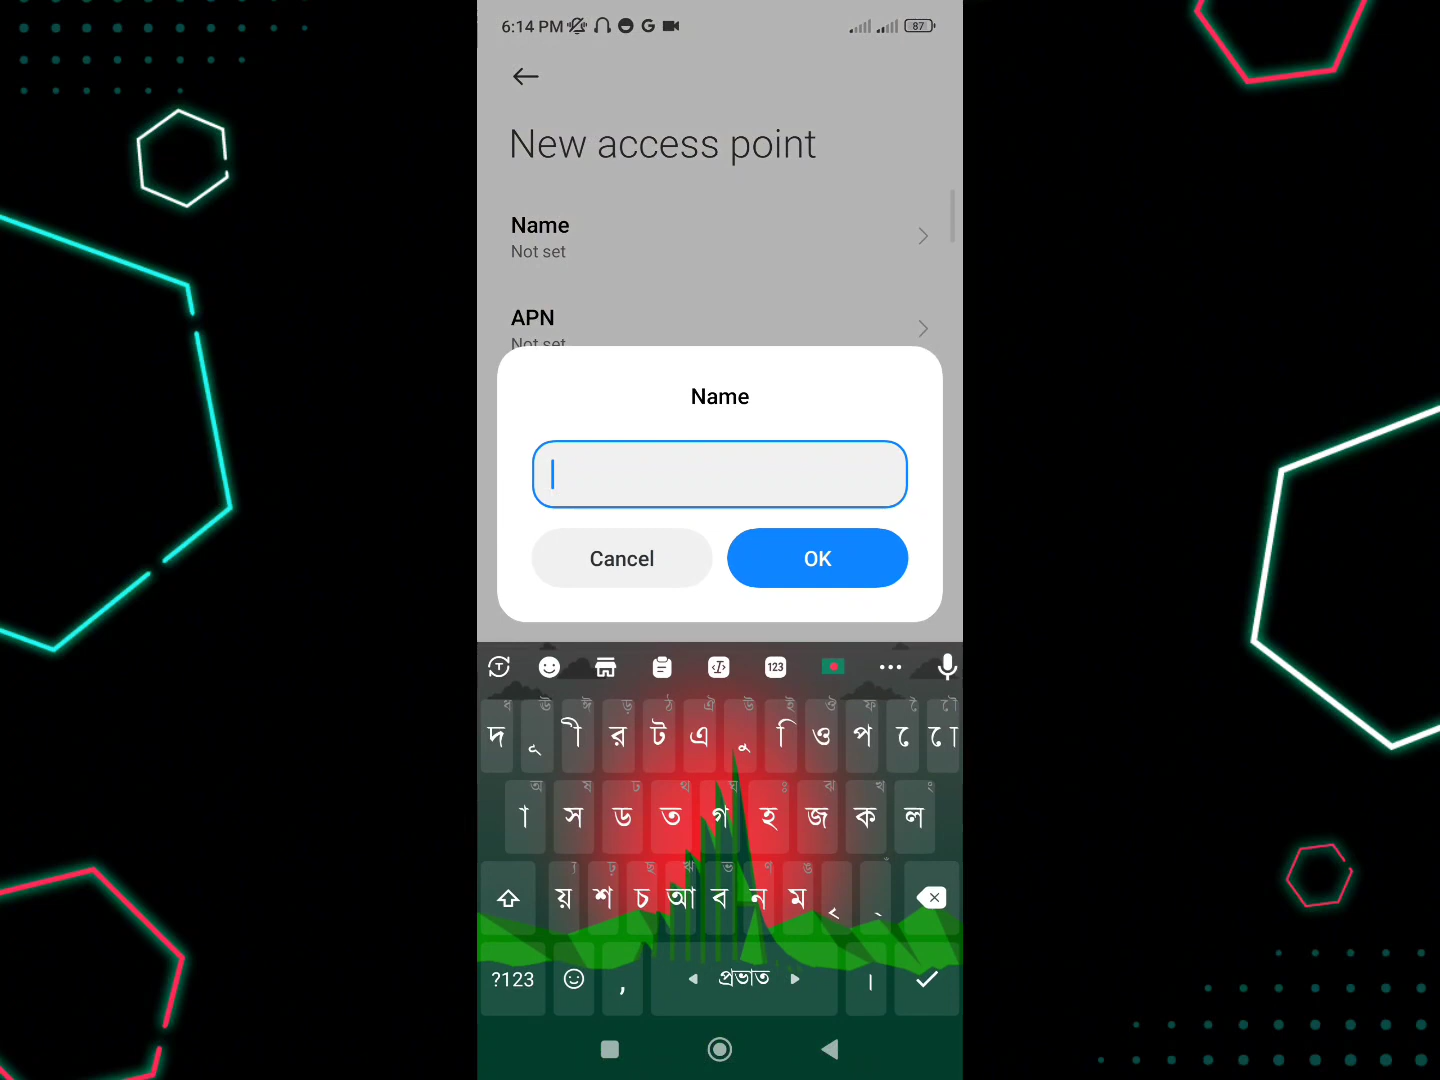 6:14 PM G 87
New access point
Name
Not set
APN
Not set
Name
Cancel OK
T 123
ধ ঊ ঈ ড় ঠ ঐ উ ই ঔ ফ ৈ ৌ
দ ূ ী র ট এ ু ি ও প ে ো
অ ষ ঢ থ ঘ ঃ ঝ খ ং
া স ড ত গ হ জ ক ল
য ঢ় ছ ঋ ভ ণ ঙ ঁ
য় শ চ আ ব ন ম ্ ্
?123 , প্রভাত ।